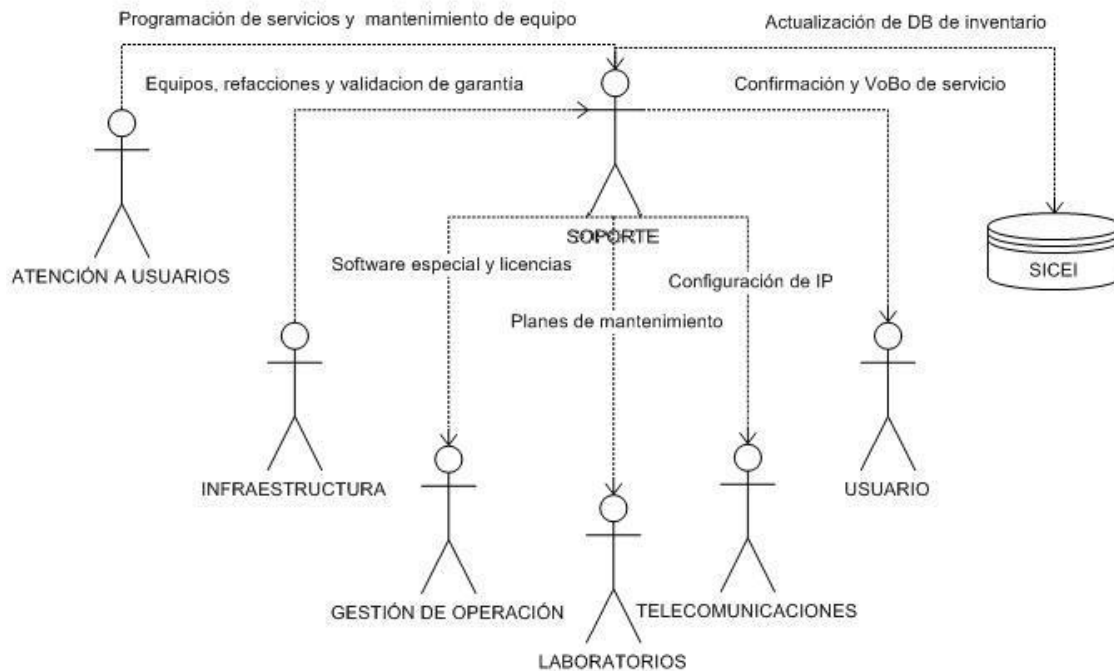 Programación de servicios y mantenimiento de equipo
Actualización de DB de inventario
Equipos, refacciones y validacion de garantía
Confirmación y VoBo de servicio
SOPORTE
ATENCIÓN A USUARIOS
SICEI
Software especial y licencias
Configuración de IP
Planes de mantenimiento
INFRAESTRUCTURA
USUARIO
GESTIÓN DE OPERACIÓN
TELECOMUNICACIONES
LABORATORIOS